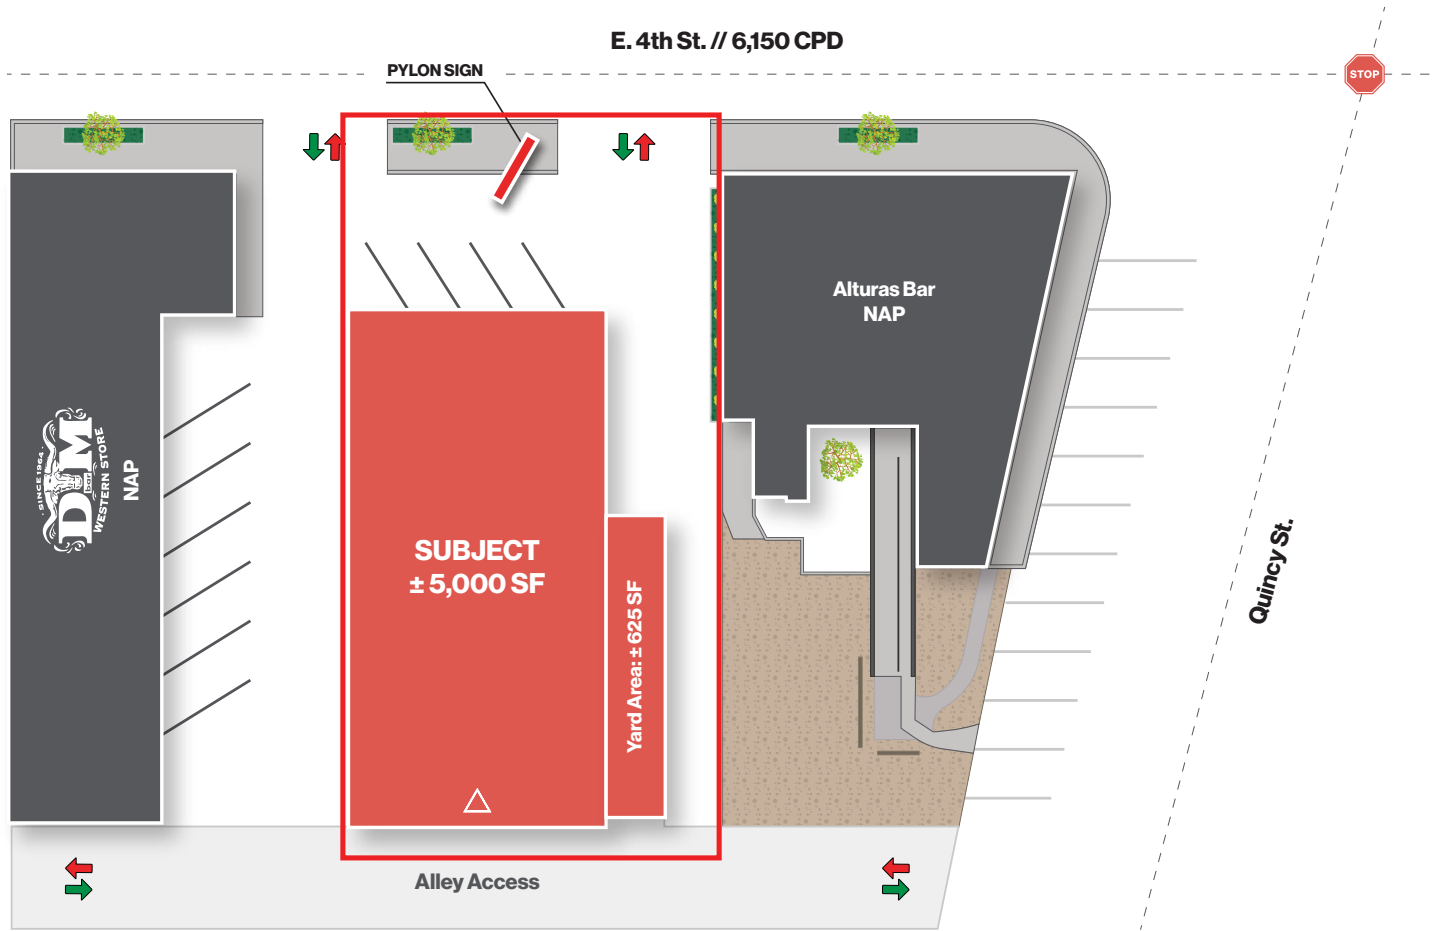 E. 4th St. // 6,150 CPD
PYLON SIGN
STOP
Alturas Bar
NAP
SINCE 1964
D bar M
WESTERN STORE
NAP
SUBJECT
± 5,000 SF
Yard Area: ± 625 SF
Quincy St.
Alley Access